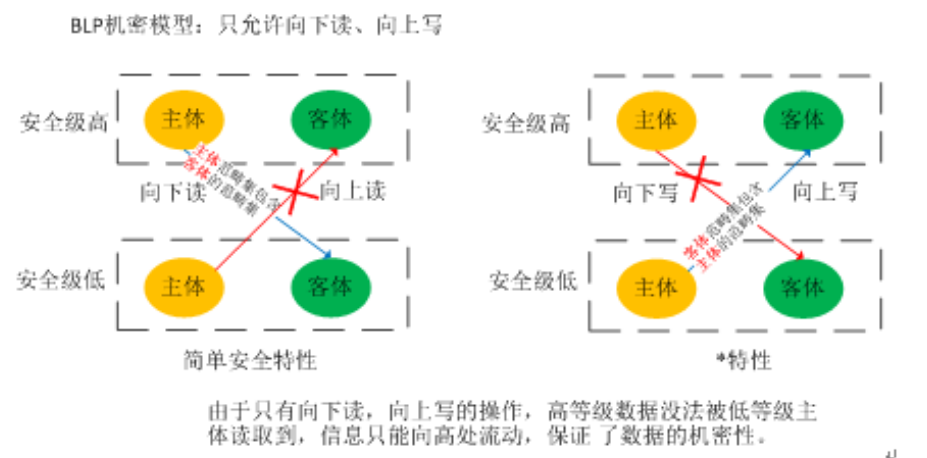 BLP机密模型：只允许向下读、向上写
安全级高
主体
客体
主体范畴集包含
客体的范畴集
向下读
向上读
安全级低
主体
客体
简单安全特性
安全级高
主体
客体
向下写
向上写
客体范畴集包含
主体的范畴集
安全级低
主体
客体
*特性
由于只有向下读，向上写的操作，高等级数据没法被低等级主
体读取到，信息只能向高处流动，保证 了数据的机密性。